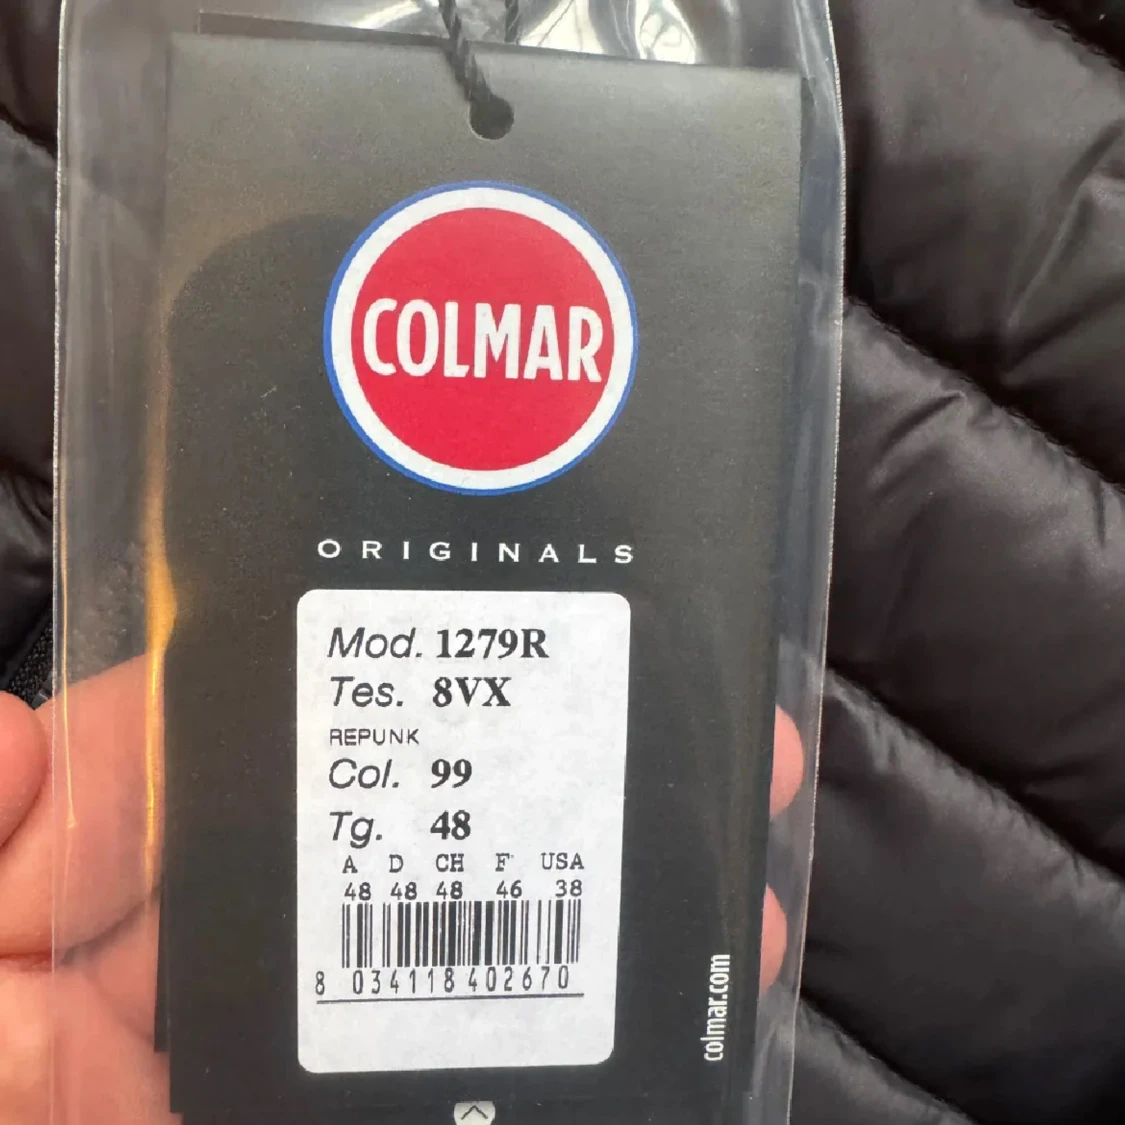 COLMAR
ORIGINALS
Mod. 1279R
Tes. 8VX
REPUNK
Col. 99
Tg. 48
A D CH F USA
48 48 48 46 38
8 034118 402670
colmar.com